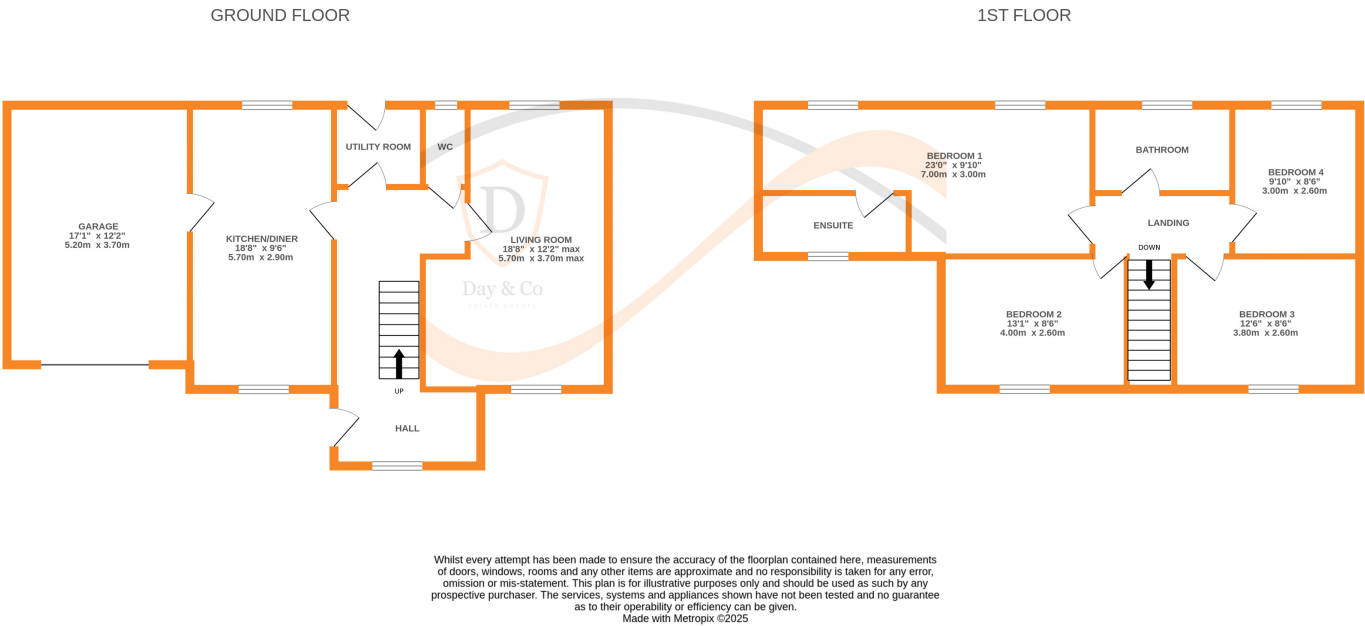 GROUND FLOOR
1ST FLOOR
GARAGE
17'1" x 12'2"
5.20m x 3.70m
KITCHEN/DINER
18'8" x 9'6"
5.70m x 2.90m
UTILITY ROOM
WC
LIVING ROOM
18'8" x 12'2" max
5.70m x 3.70m max
UP
HALL
D
Day & Co
ESTATE AGENTS
BEDROOM 1
23'0" x 9'10"
7.00m x 3.00m
ENSUITE
BATHROOM
BEDROOM 4
9'10" x 8'6"
3.00m x 2.60m
LANDING
DOWN
BEDROOM 2
13'1" x 8'6"
4.00m x 2.60m
BEDROOM 3
12'6" x 8'6"
3.80m x 2.60m
Whilst every attempt has been made to ensure the accuracy of the floorplan contained here, measurements
of doors, windows, rooms and any other items are approximate and no responsibility is taken for any error,
omission or mis-statement. This plan is for illustrative purposes only and should be used as such by any
prospective purchaser. The services, systems and appliances shown have not been tested and no guarantee
as to their operability or efficiency can be given.
Made with Metropix ©2025